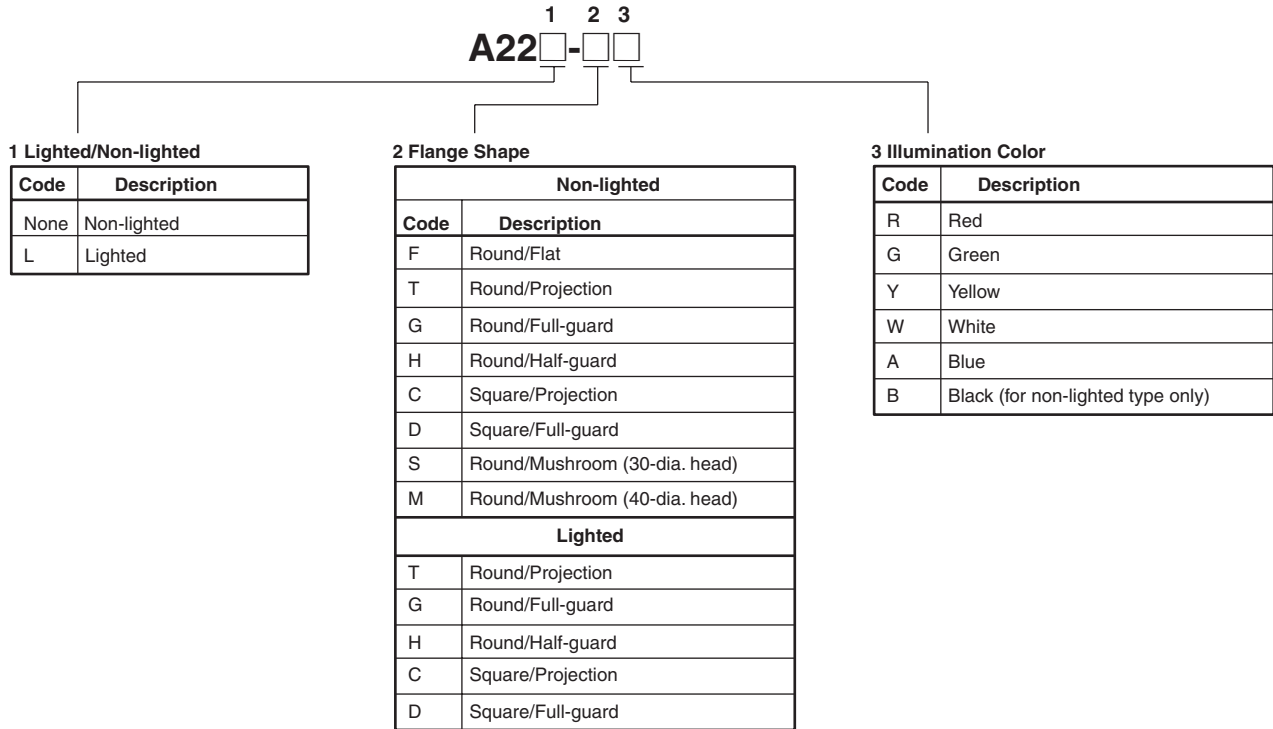 1 2 3
A22□-□□
1 Lighted/Non-lighted
Code Description
None Non-lighted
L Lighted
2 Flange Shape
Non-lighted
Code Description
F Round/Flat
T Round/Projection
G Round/Full-guard
H Round/Half-guard
C Square/Projection
D Square/Full-guard
S Round/Mushroom (30-dia. head)
M Round/Mushroom (40-dia. head)
Lighted
T Round/Projection
G Round/Full-guard
H Round/Half-guard
C Square/Projection
D Square/Full-guard
3 Illumination Color
Code Description
R Red
G Green
Y Yellow
W White
A Blue
B Black (for non-lighted type only)